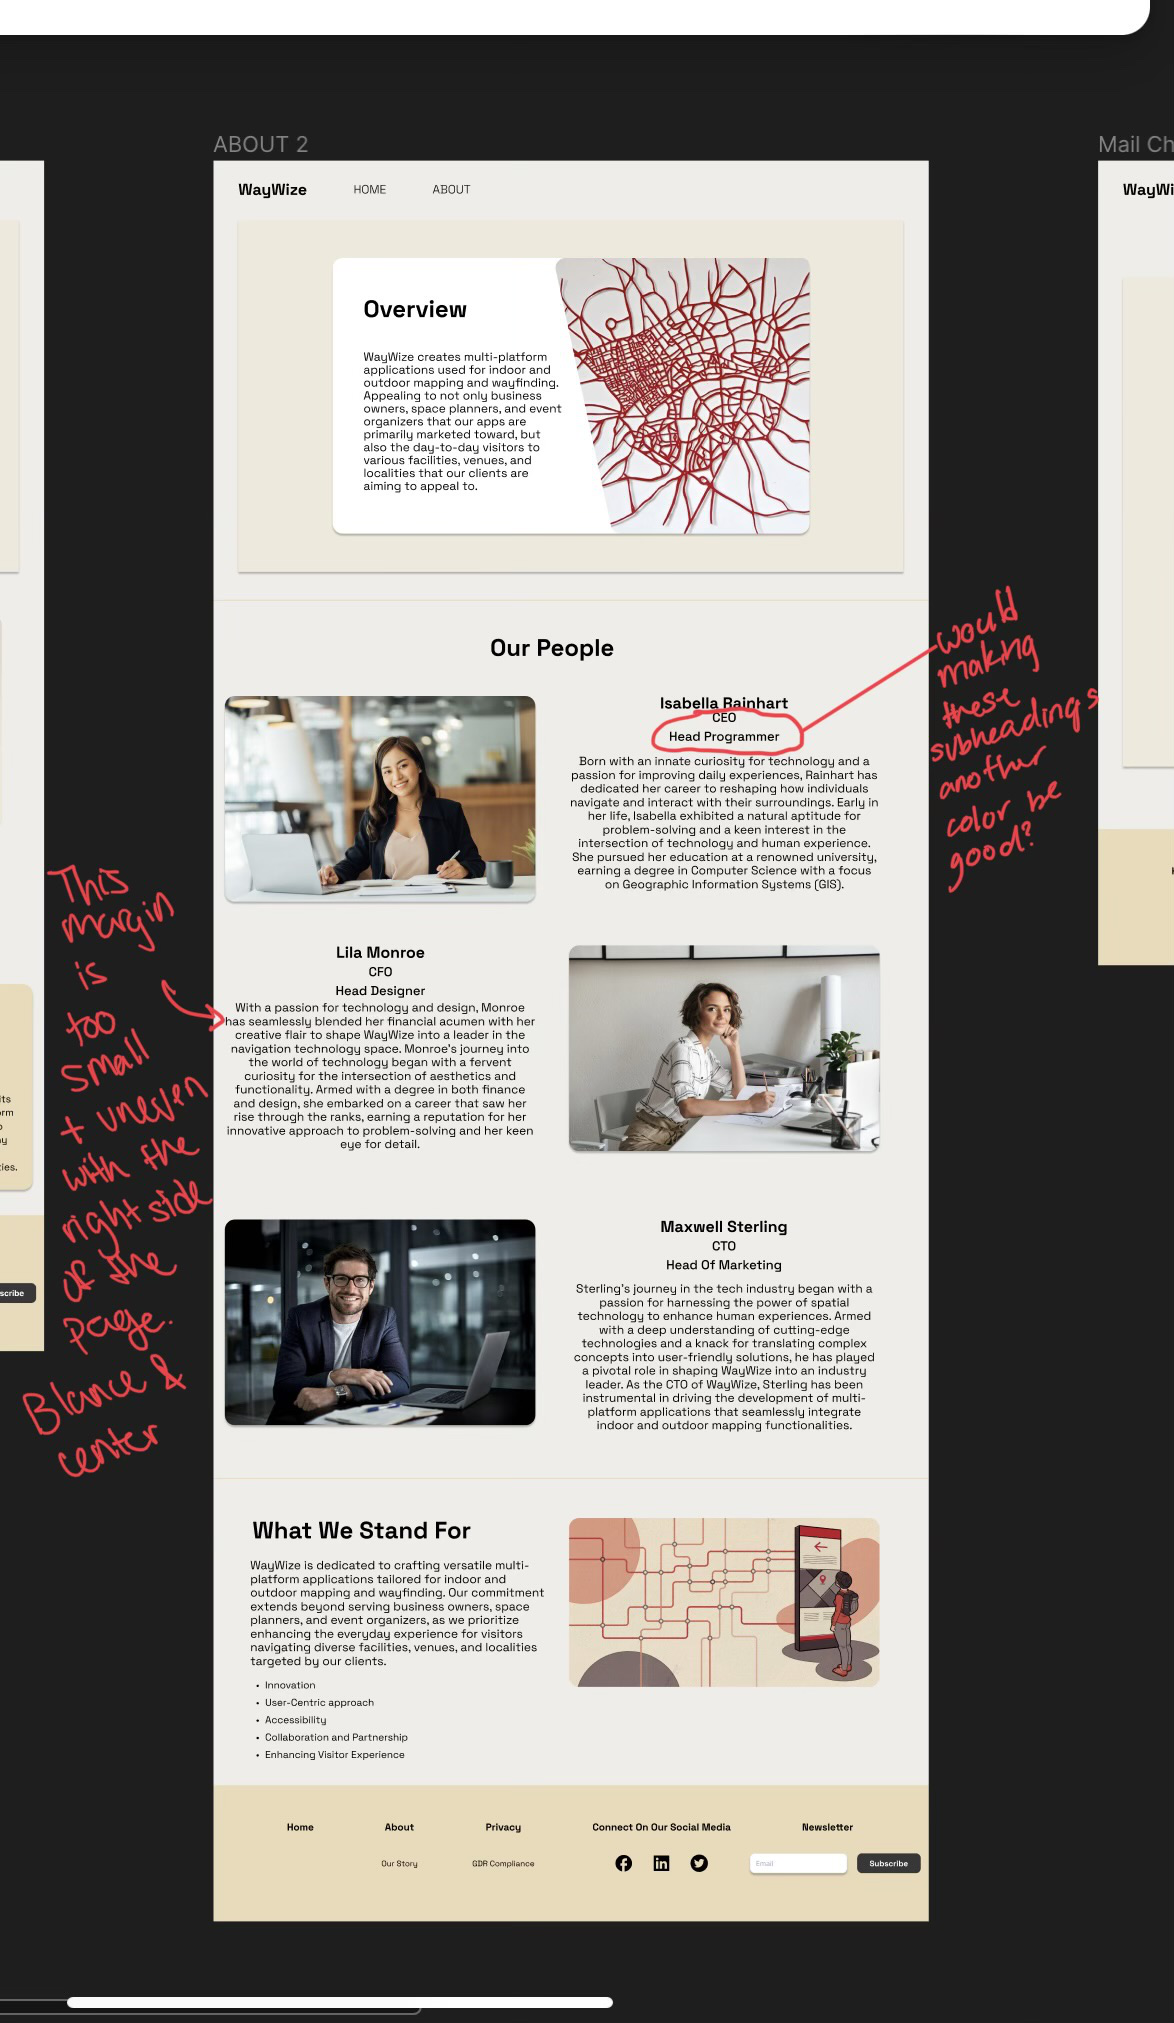 ABOUT 2
Mail Ch
WayWize HOME ABOUT
WayWi
Overview
WayWize creates multi-platform
applications used for indoor and
outdoor mapping and wayfinding.
Appealing to not only business
owners, space planners, and event
organizers that our apps are
primarily marketed toward, but
also the day-to-day visitors to
various facilities, venues, and
localities that our clients are
aiming to appeal to.
Our People
would
making
these
subheadings
another
color be
good?
Isabella Rainhart
CEO
Head Programmer
Born with an innate curiosity for technology and a
passion for improving daily experiences, Rainhart has
dedicated her career to reshaping how individuals
navigate and interact with their surroundings. Early in
her life, Isabella exhibited a natural aptitude for
problem-solving and a keen interest in the
intersection of technology and human experience.
She pursued her education at a renowned university,
earning a degree in Computer Science with a focus
on Geographic Information Systems (GIS).
This
margin
is
too
small
+ uneven
with the
right side
of the
page.
Blance &
center
Lila Monroe
CFO
Head Designer
With a passion for technology and design, Monroe
has seamlessly blended her financial acumen with her
creative flair to shape WayWize into a leader in the
navigation technology space. Monroe's journey into
the world of technology began with a fervent
curiosity for the intersection of aesthetics and
functionality. Armed with a degree in both finance
and design, she embarked on a career that saw her
rise through the ranks, earning a reputation for her
innovative approach to problem-solving and her keen
eye for detail.
its
orm
o
ny
ties.
scribe
Maxwell Sterling
CTO
Head Of Marketing
Sterling's journey in the tech industry began with a
passion for harnessing the power of spatial
technology to enhance human experiences. Armed
with a deep understanding of cutting-edge
technologies and a knack for translating complex
concepts into user-friendly solutions, he has played
a pivotal role in shaping WayWize into an industry
leader. As the CTO of WayWize, Sterling has been
instrumental in driving the development of multi-
platform applications that seamlessly integrate
indoor and outdoor mapping functionalities.
What We Stand For
WayWize is dedicated to crafting versatile multi-
platform applications tailored for indoor and
outdoor mapping and wayfinding. Our commitment
extends beyond serving business owners, space
planners, and event organizers, as we prioritize
enhancing the everyday experience for visitors
navigating diverse facilities, venues, and localities
targeted by our clients.
• Innovation
• User-Centric approach
• Accessibility
• Collaboration and Partnership
• Enhancing Visitor Experience
Home About Privacy Connect On Our Social Media Newsletter
Our Story GDR Compliance in Email Subscribe